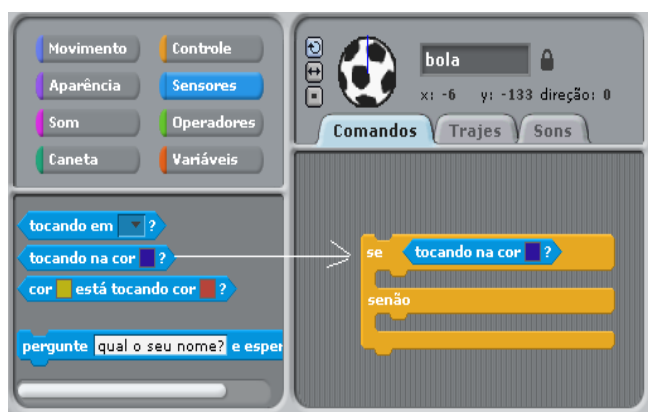 Movimento Controle
Aparência Sensores
Som Operadores
Caneta Variáveis
tocando em ?
tocando na cor ?
cor está tocando cor ?
pergunte qual o seu nome? e esper
bola
x: -6 y: -133 direção: 0
Comandos Trajes Sons
se tocando na cor ?
senão